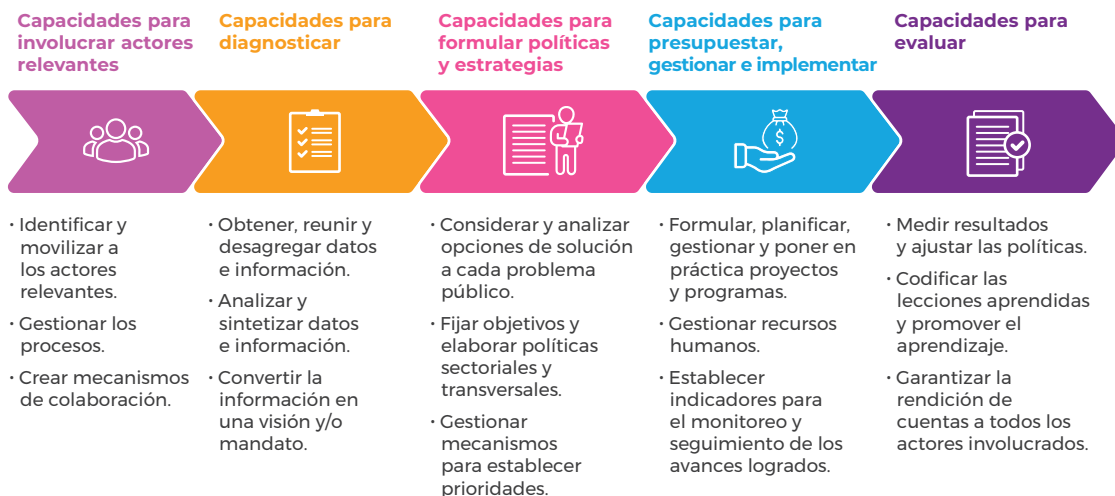 Capacidades para
involucrar actores
relevantes
Capacidades para
diagnosticar
Capacidades para
formular políticas
y estrategias
Capacidades para
presupuestar,
gestionar e implementar
Capacidades para
evaluar
$
· Identificar y
movilizar a
los actores
relevantes.
· Gestionar los
procesos.
· Crear mecanismos
de colaboración.
· Obtener, reunir y
desagregar datos
e información.
· Analizar y
sintetizar datos
e información.
· Convertir la
información en
una visión y/o
mandato.
· Considerar y analizar
opciones de solución
a cada problema
público.
· Fijar objetivos y
elaborar políticas
sectoriales y
transversales.
· Gestionar
mecanismos
para establecer
prioridades.
· Formular, planificar,
gestionar y poner en
práctica proyectos
y programas.
· Gestionar recursos
humanos.
· Establecer
indicadores para
el monitoreo y
seguimiento de los
avances logrados.
· Medir resultados
y ajustar las políticas.
· Codificar las
lecciones aprendidas
y promover el
aprendizaje.
· Garantizar la
rendición de
cuentas a todos los
actores involucrados.